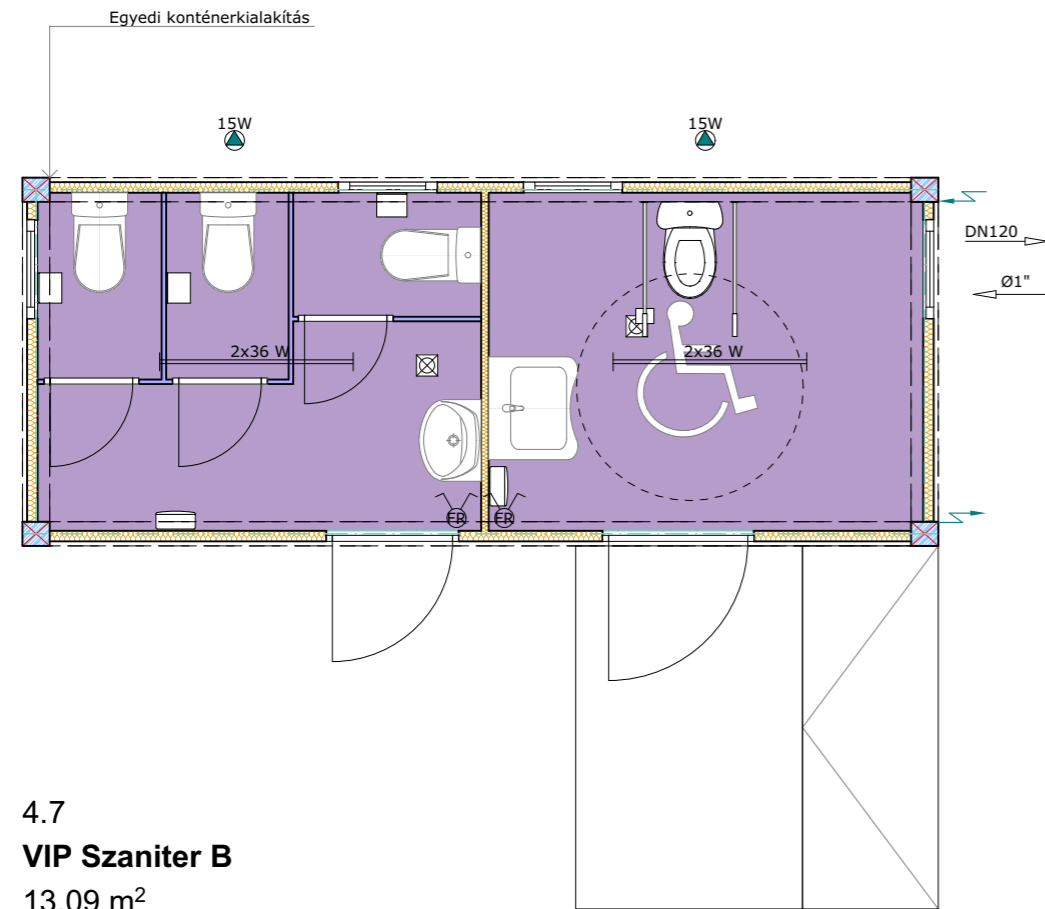 Egyedi konténerkialakítás
15W
15W
DN120
Ø1"
2x36 W
2x36 W
FR
FR
4.7
VIP Szaniter B
13,09 m²